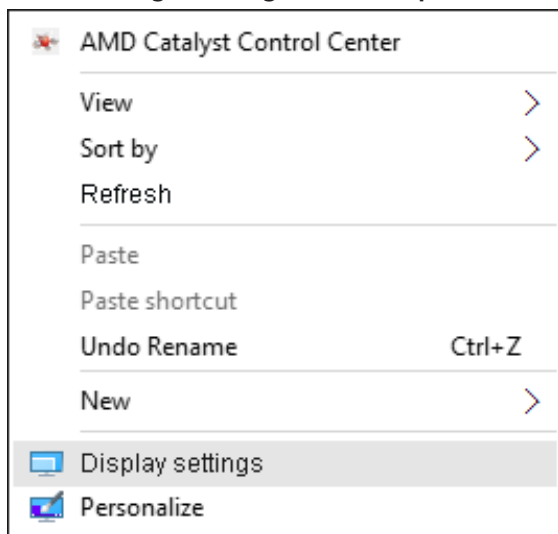 AMD Catalyst Control Center
View
Sort by
Refresh
Paste
Paste shortcut
Undo Rename Ctrl+Z
New
Display settings
Personalize